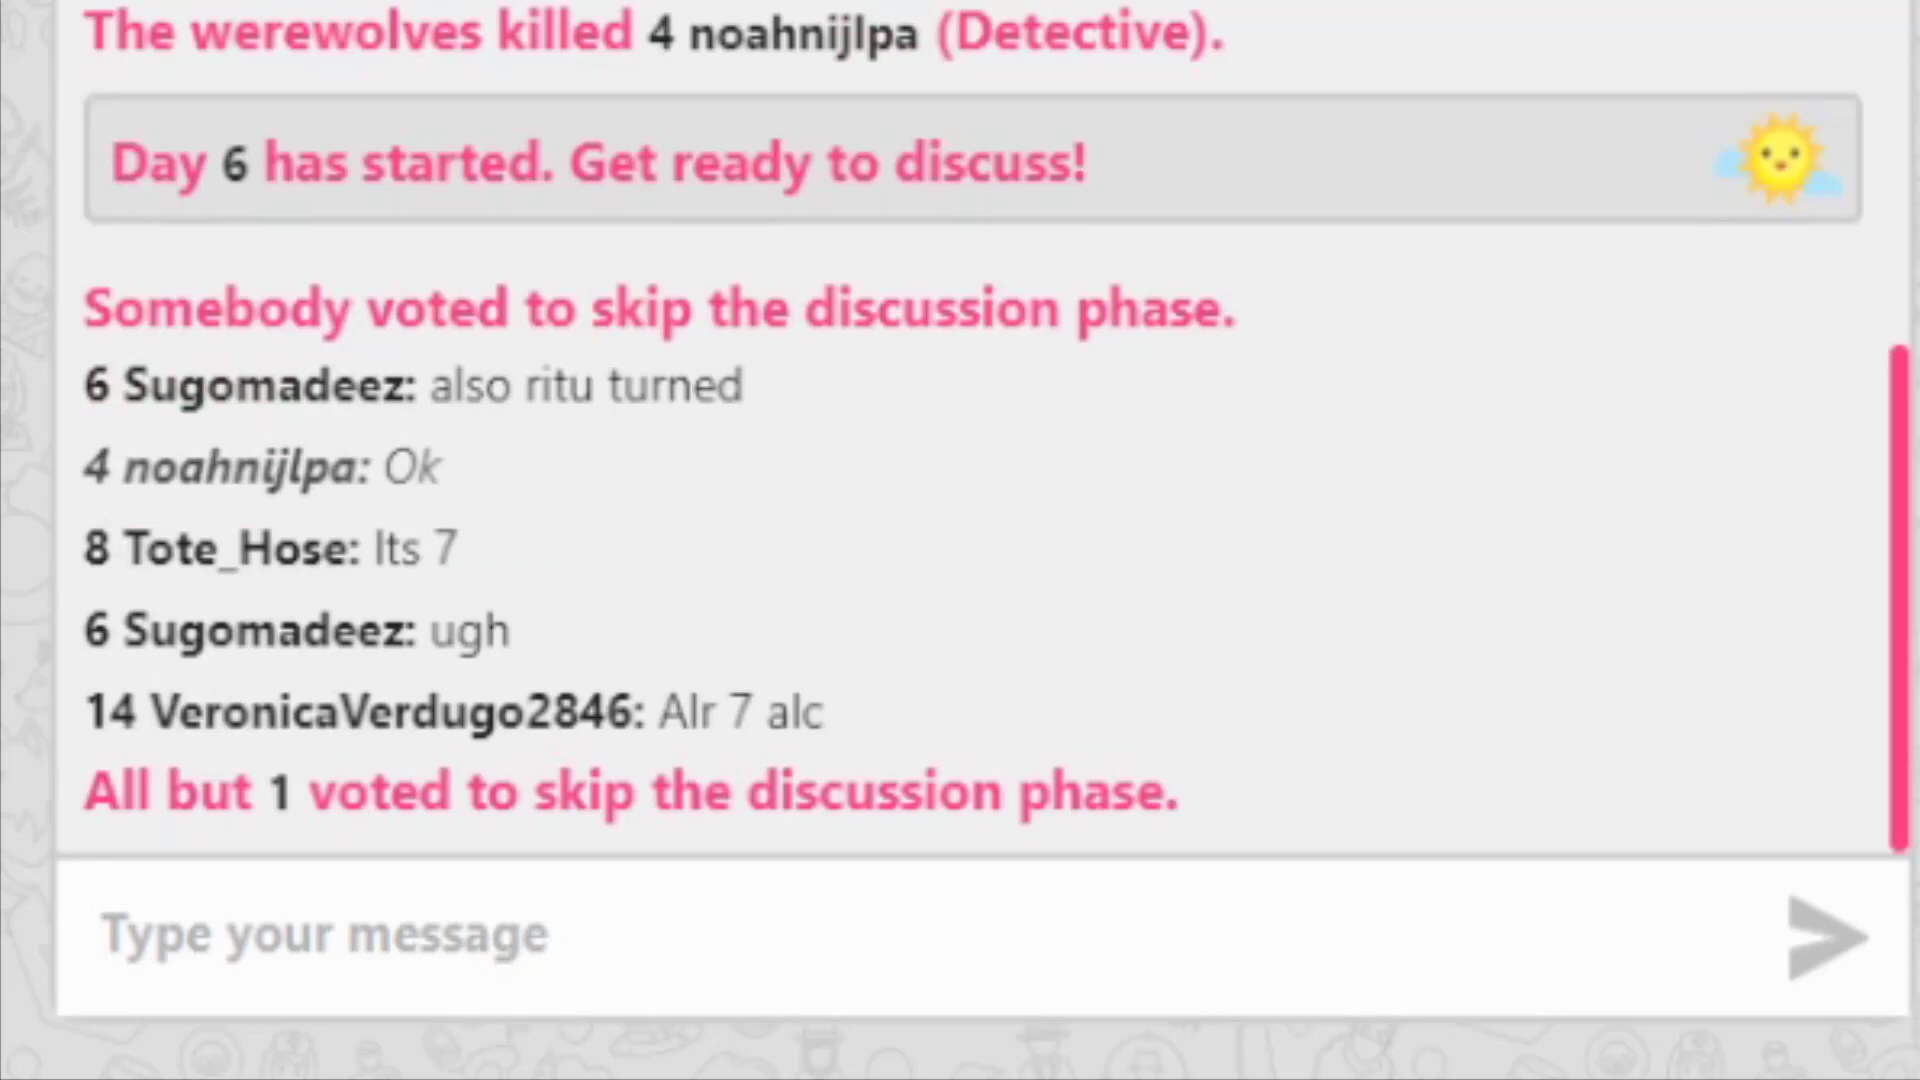 The werewolves killed 4 noahnijlpa (Detective).
Day 6 has started. Get ready to discuss!
Somebody voted to skip the discussion phase.
6 Sugomadeez: also ritu turned
4 noahnijlpa: Ok
8 Tote_Hose: Its 7
6 Sugomadeez: ugh
14 VeronicaVerdugo2846: Alr 7 alc
All but 1 voted to skip the discussion phase.
Type your message